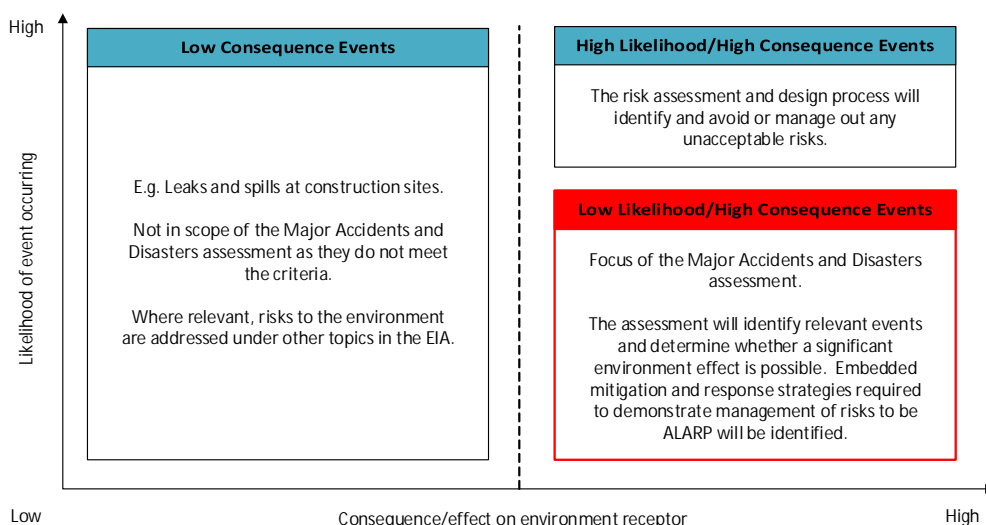 High
Low Consequence Events
E.g. Leaks and spills at construction sites.
Not in scope of the Major Accidents and
Disasters assessment as they do not meet
the criteria.
Where relevant, risks to the environment
are addressed under other topics in the EIA.
High Likelihood/High Consequence Events
The risk assessment and design process will
identify and avoid or manage out any
unacceptable risks.
Low Likelihood/High Consequence Events
Focus of the Major Accidents and Disasters
assessment.
The assessment will identify relevant events
and determine whether a significant
environment effect is possible. Embedded
mitigation and response strategies required
to demonstrate management of risks to be
ALARP will be identified.
Likelihood of event occurring
Low
Consequence/effect on environment receptor
High